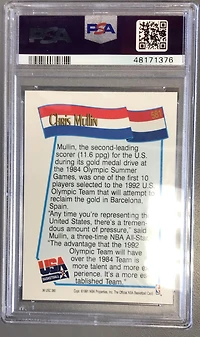 PSA
PSA
48171376
Chris Mullin
Mullin, the second-leading
scorer (11.6 ppg) for the U.S.
during its gold medal drive at
the 1984 Olympic Summer
Games, was one of the first 10
players selected to the 1992 U.S.
Olympic Team that will attempt to
reclaim the gold in Barcelona,
Spain.
"Any time you're representing the
United States, there's a tremen-
dous amount of pressure," said
Mullin, a three-time NBA All-Star.
"The advantage that the 1992
Olympic Team will have
over the 1984 Team is
more talent and more ex-
perience. It's a more es-
tablished Team."
USA
BASKETBALL